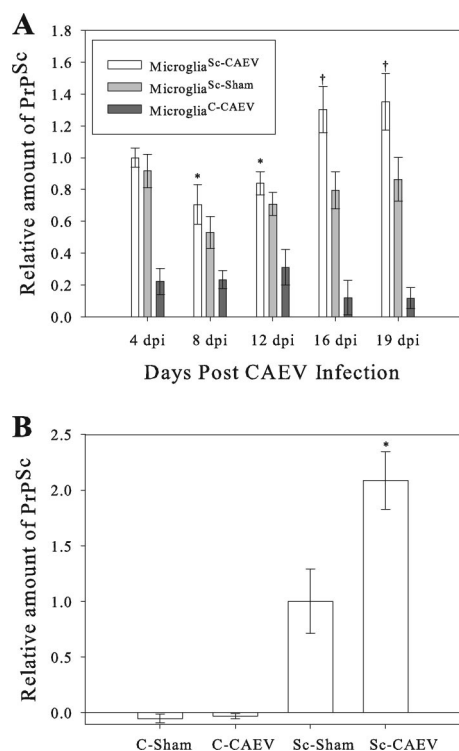 A
Relative amount of PrPSc
1.8
1.6
1.4
1.2
1.0
0.8
0.6
0.4
0.2
0.0
MicrogliaSc-CAEV
MicrogliaSc-Sham
MicrogliaC-CAEV
* * † †
4 dpi 8 dpi 12 dpi 16 dpi 19 dpi
Days Post CAEV Infection
B
Relative amount of PrPSc
2.5
2.0
1.5
1.0
0.5
0.0
*
C-Sham C-CAEV Sc-Sham Sc-CAEV